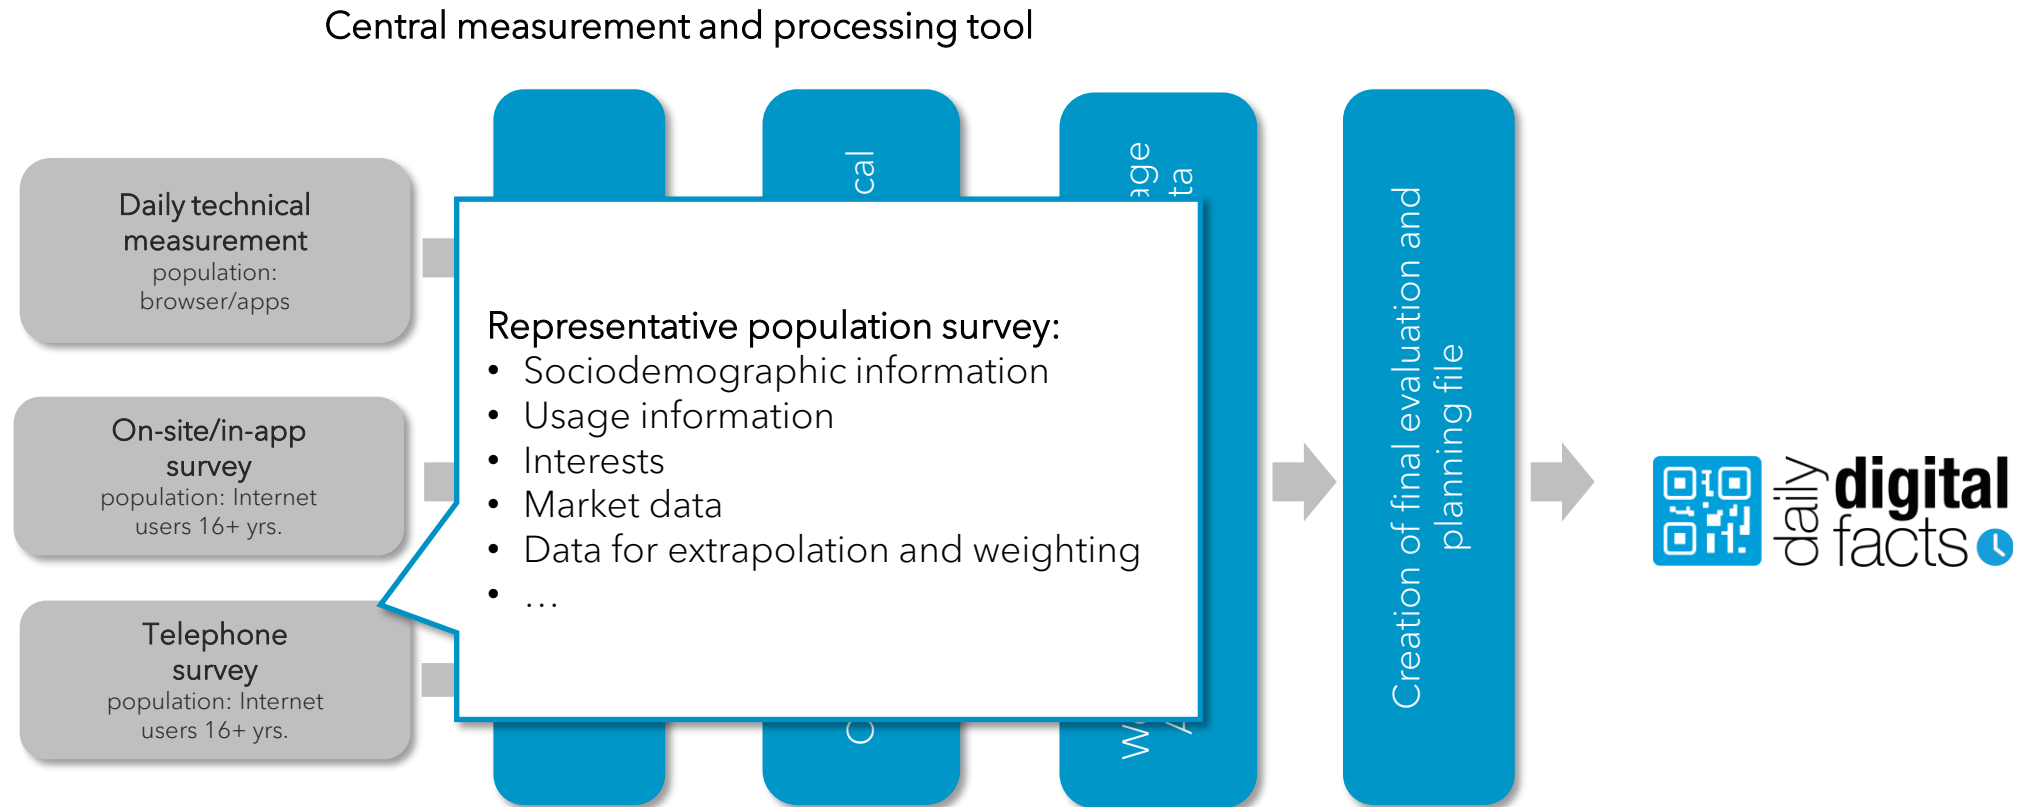 Central measurement and processing tool
Daily technical
measurement
population:
browser/apps
On-site/in-app
survey
population: Internet
users 16+ yrs.
Telephone
survey
population: Internet
users 16+ yrs.
Representative population survey:
• Sociodemographic information
• Usage information
• Interests
• Market data
• Data for extrapolation and weighting
• …
Creation of final evaluation and
planning file
daily
digital
facts